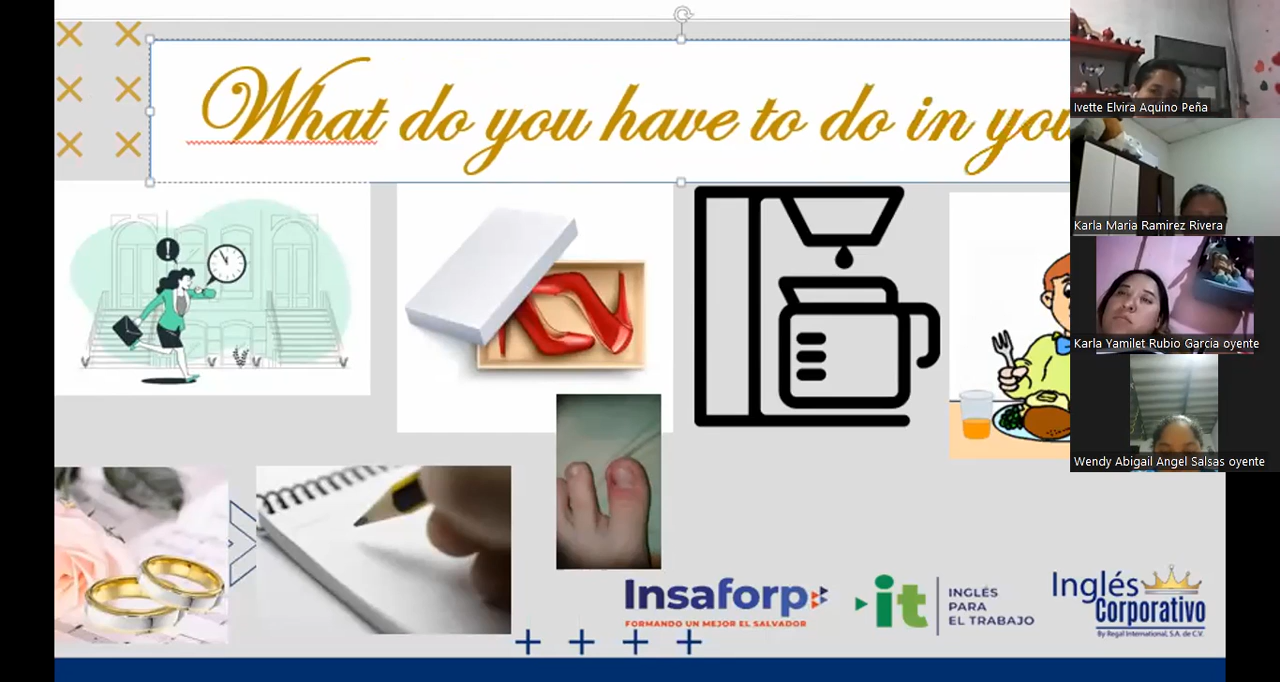 What do you have to do in you
Ivette Elvira Aquino Peña
Karla Maria Ramirez Rivera
Karla Yamilet Rubio Garcia oyente
Wendy Abigail Angel Salsas oyente
Insaforp
FORMANDO UN MEJOR EL SALVADOR
it
INGLÉS
PARA
EL TRABAJO
Inglés
Corporativo
By Regal International, S.A. de C.V.